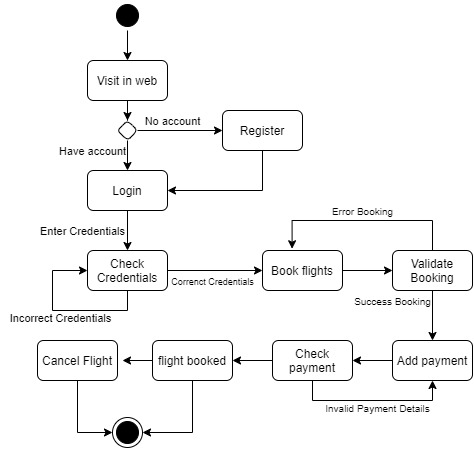 Visit in web
No account
Register
Have account
Login
Enter Credentials
Error Booking
Check
Credentials
Correnct Credentials
Book flights
Validate
Booking
Incorrect Credentials
Success Booking
Cancel Flight
flight booked
Check
payment
Add payment
Invalid Payment Details